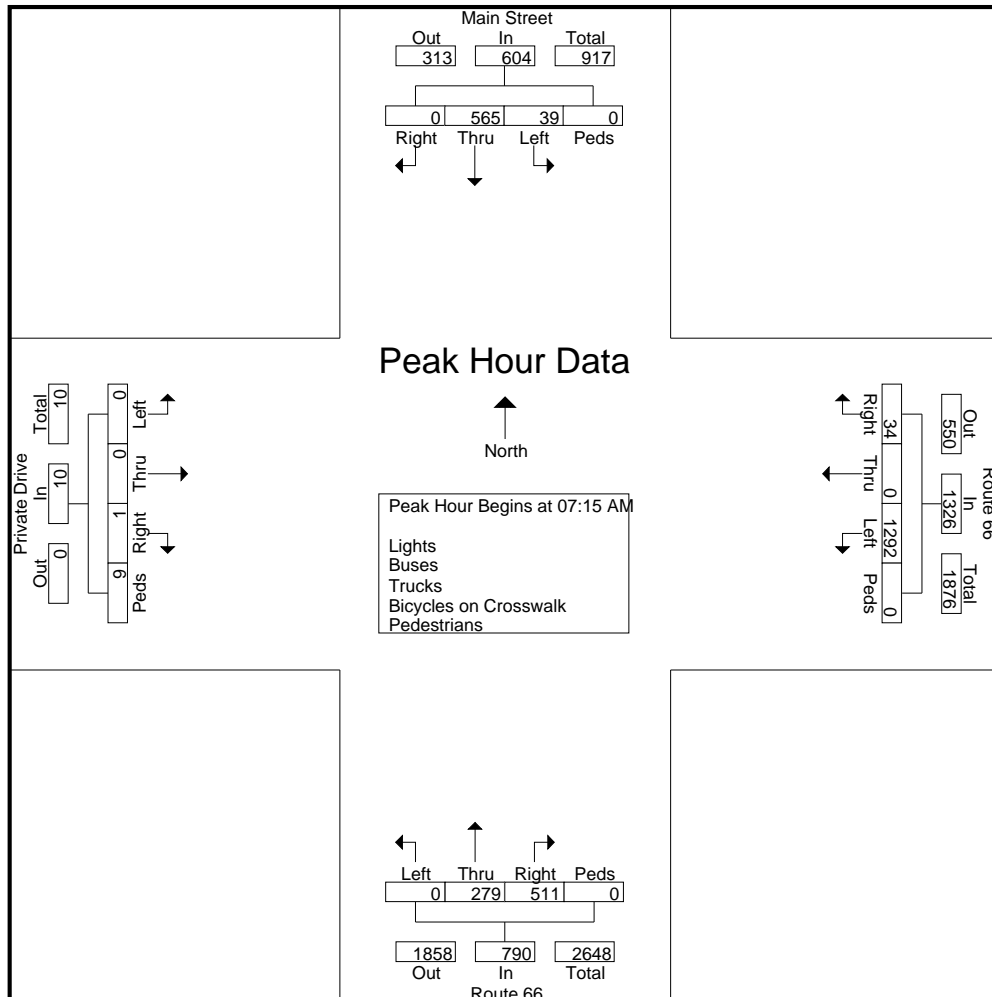 Main Street
Out In Total
313 604 917
0 565 39 0
Right Thru Left Peds
Peak Hour Data
North
Peak Hour Begins at 07:15 AM
Lights
Buses
Trucks
Bicycles on Crosswalk
Pedestrians
Private Drive
Out In Total
0 10 10
Left Thru Right Peds
0 0 1 9
Route 66
Out In Total
550 1326 1876
34 0 1292 0
Right Thru Left Peds
Left Thru Right Peds
0 279 511 0
1858 790 2648
Out In Total
Route 66